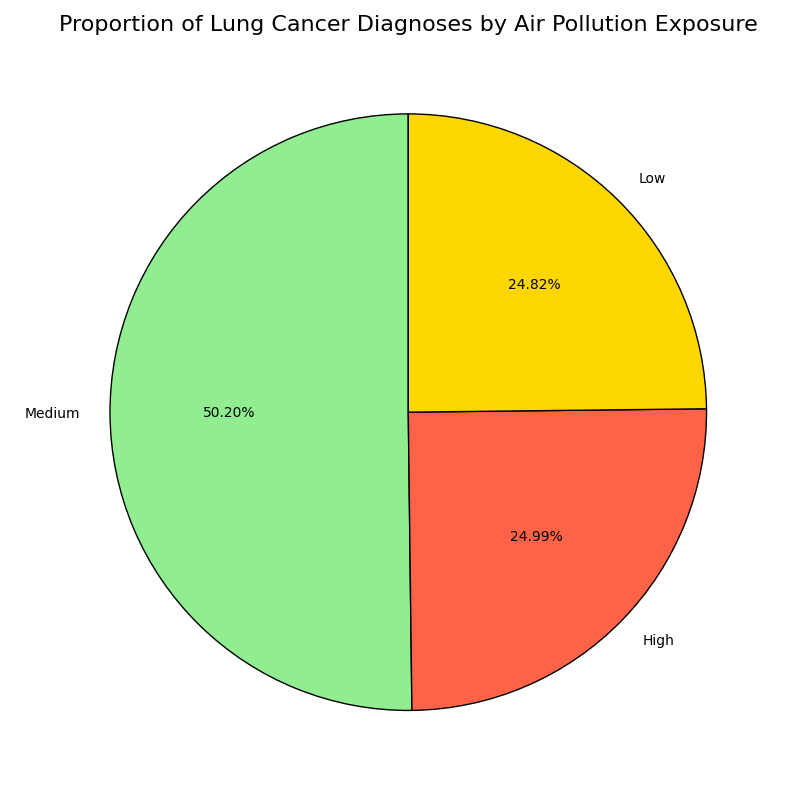 Proportion of Lung Cancer Diagnoses by Air Pollution Exposure
Low
24.82%
Medium
50.20%
24.99%
High